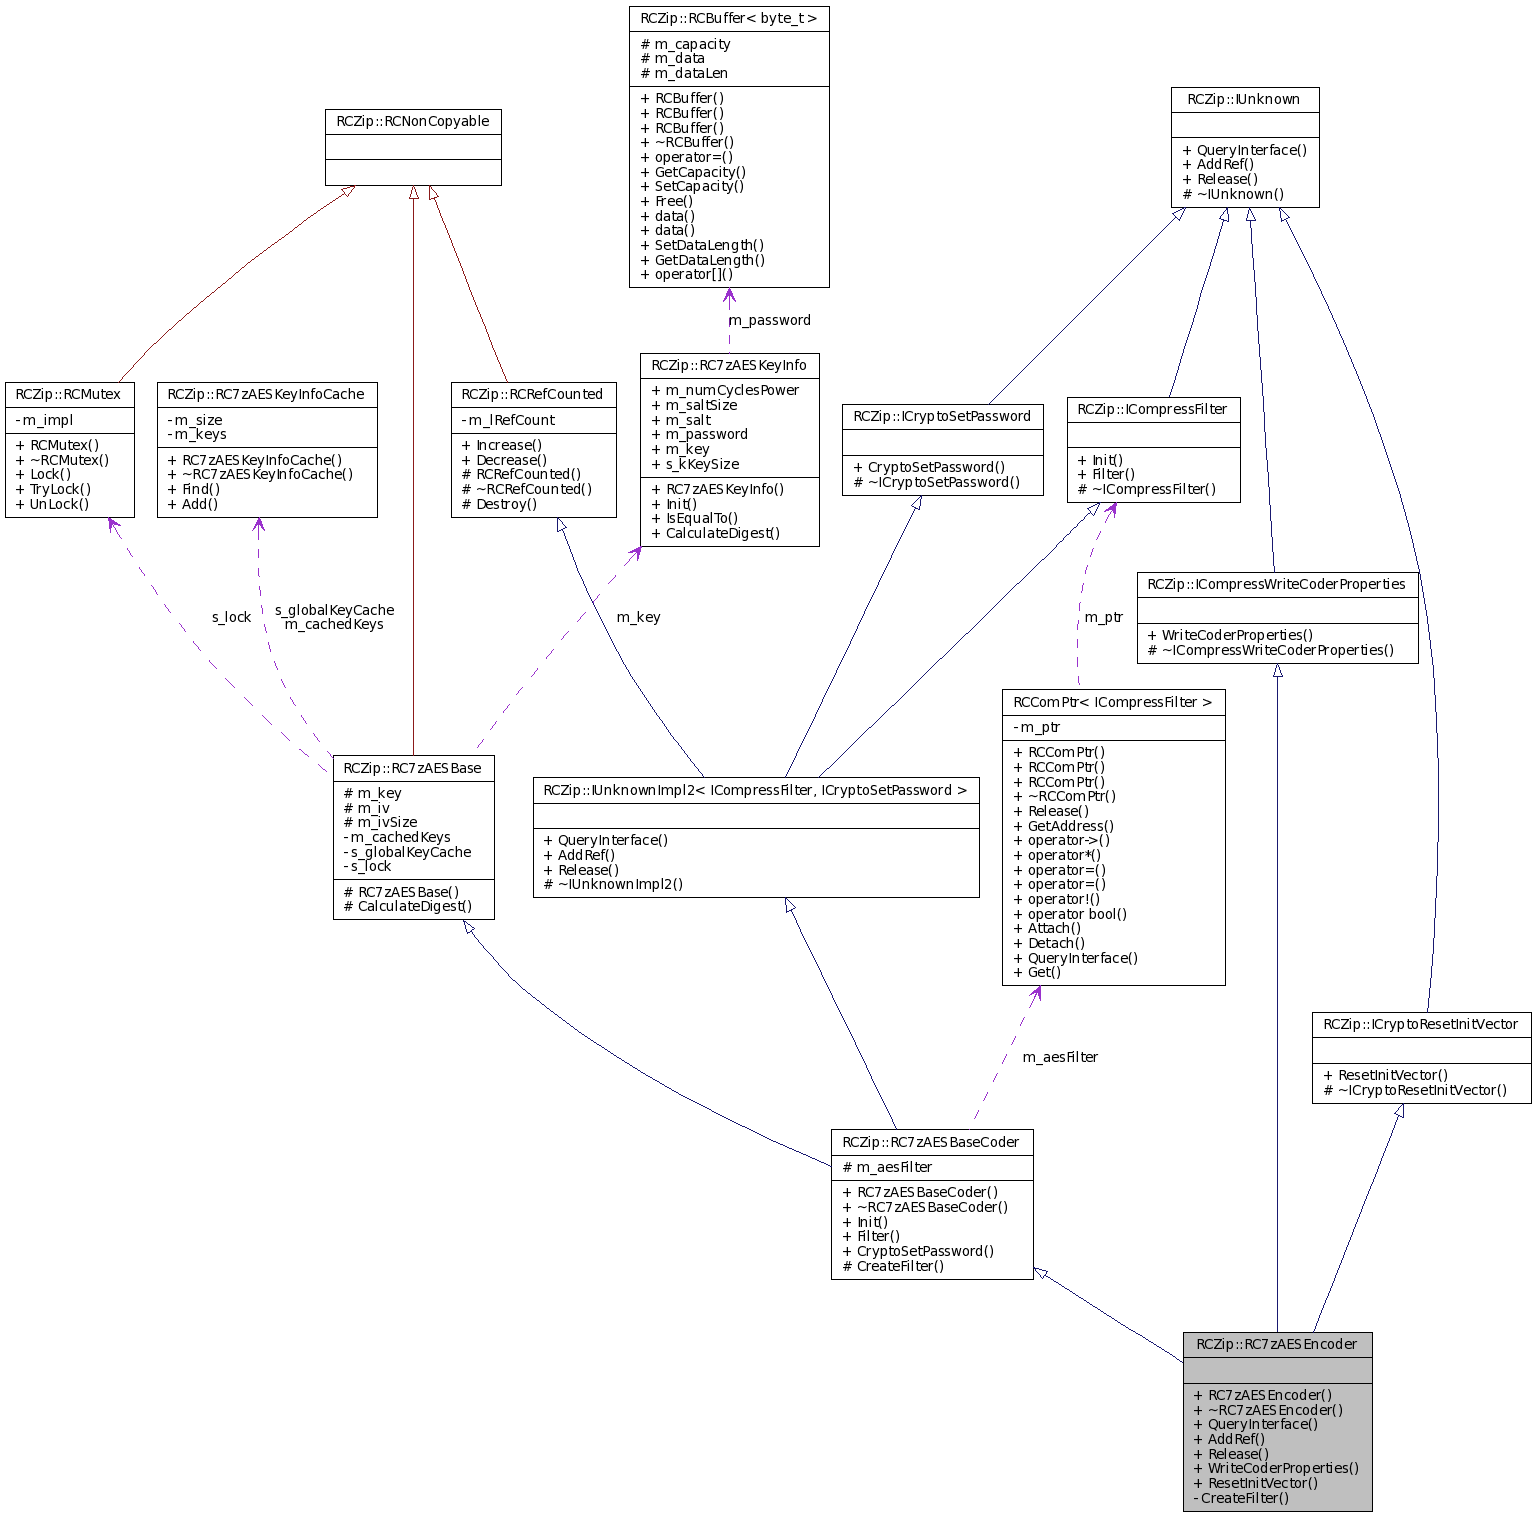 RCZip::RCBuffer< byte_t >
# m_capacity
# m_data
# m_dataLen
+ RCBuffer()
+ RCBuffer()
+ RCBuffer()
+ ~RCBuffer()
+ operator=()
+ GetCapacity()
+ SetCapacity()
+ Free()
+ data()
+ data()
+ SetDataLength()
+ GetDataLength()
+ operator[]()
RCZip::IUnknown
+ QueryInterface()
+ AddRef()
+ Release()
# ~IUnknown()
RCZip::RCNonCopyable
m_password
RCZip::RCMutex
- m_impl
+ RCMutex()
+ ~RCMutex()
+ Lock()
+ TryLock()
+ UnLock()
RCZip::RC7zAESKeyInfoCache
- m_size
- m_keys
+ RC7zAESKeyInfoCache()
+ ~RC7zAESKeyInfoCache()
+ Find()
+ Add()
RCZip::RCRefCounted
- m_lRefCount
+ Increase()
+ Decrease()
# RCRefCounted()
# ~RCRefCounted()
# Destroy()
RCZip::RC7zAESKeyInfo
+ m_numCyclesPower
+ m_saltSize
+ m_salt
+ m_password
+ m_key
+ s_kKeySize
+ RC7zAESKeyInfo()
+ Init()
+ IsEqualTo()
+ CalculateDigest()
RCZip::ICryptoSetPassword
+ CryptoSetPassword()
# ~ICryptoSetPassword()
RCZip::ICompressFilter
+ Init()
+ Filter()
# ~ICompressFilter()
RCZip::ICompressWriteCoderProperties
+ WriteCoderProperties()
# ~ICompressWriteCoderProperties()
s_lock
s_globalKeyCache
m_cachedKeys
m_key
m_ptr
RCZip::RC7zAESBase
# m_key
# m_iv
# m_ivSize
- m_cachedKeys
- s_globalKeyCache
- s_lock
# RC7zAESBase()
# CalculateDigest()
RCZip::IUnknownImpl2< ICompressFilter, ICryptoSetPassword >
+ QueryInterface()
+ AddRef()
+ Release()
# ~IUnknownImpl2()
RCComPtr< ICompressFilter >
- m_ptr
+ RCComPtr()
+ RCComPtr()
+ RCComPtr()
+ ~RCComPtr()
+ Release()
+ GetAddress()
+ operator->()
+ operator*()
+ operator=()
+ operator=()
+ operator!()
+ operator bool()
+ Attach()
+ Detach()
+ QueryInterface()
+ Get()
RCZip::ICryptoResetInitVector
+ ResetInitVector()
# ~ICryptoResetInitVector()
m_aesFilter
RCZip::RC7zAESBaseCoder
# m_aesFilter
+ RC7zAESBaseCoder()
+ ~RC7zAESBaseCoder()
+ Init()
+ Filter()
+ CryptoSetPassword()
# CreateFilter()
RCZip::RC7zAESEncoder
+ RC7zAESEncoder()
+ ~RC7zAESEncoder()
+ QueryInterface()
+ AddRef()
+ Release()
+ WriteCoderProperties()
+ ResetInitVector()
- CreateFilter()